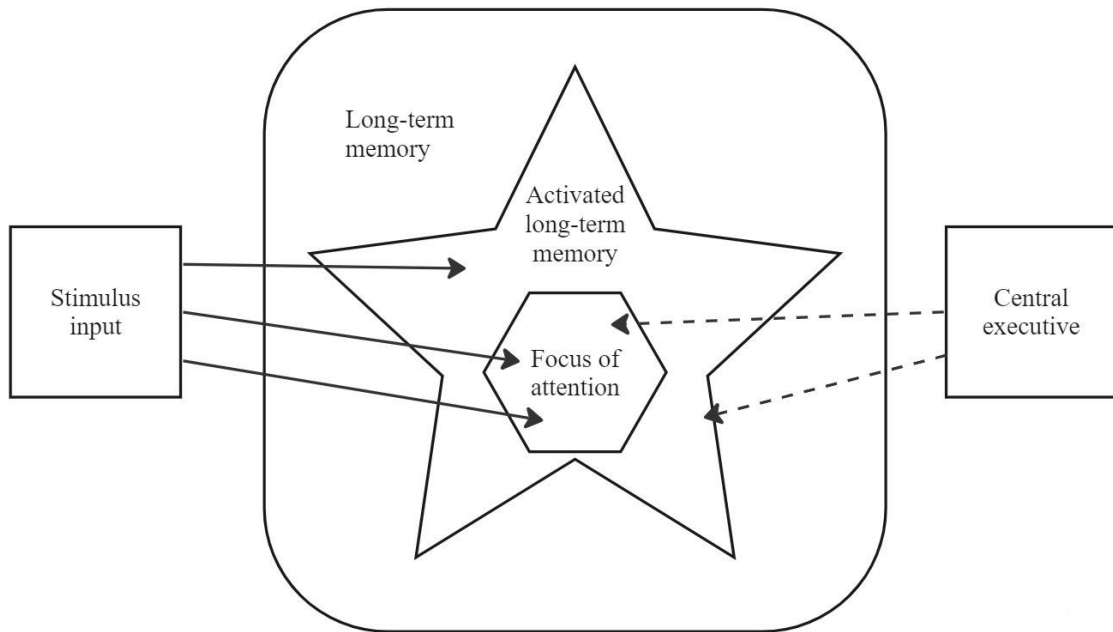 Long-term
memory
Activated
long-term
memory
Stimulus
input
Focus of
attention
Central
executive